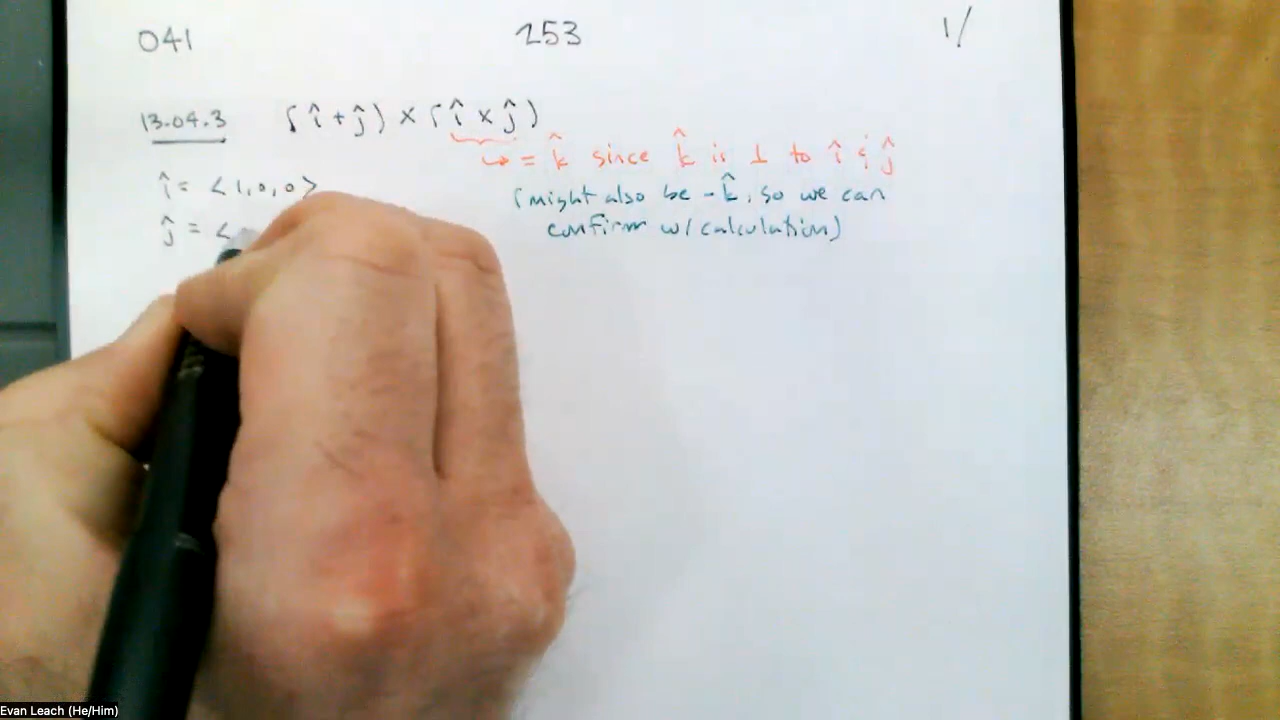 041 253 1/
13.04.3 (î + ĵ) × (î × ĵ)
↳ = k̂ since k̂ is ⊥ to î & ĵ
î = <1,0,0> (might also be -k̂, so we can
ĵ = < confirm w/ calculation)
Evan Leach (He/Him)